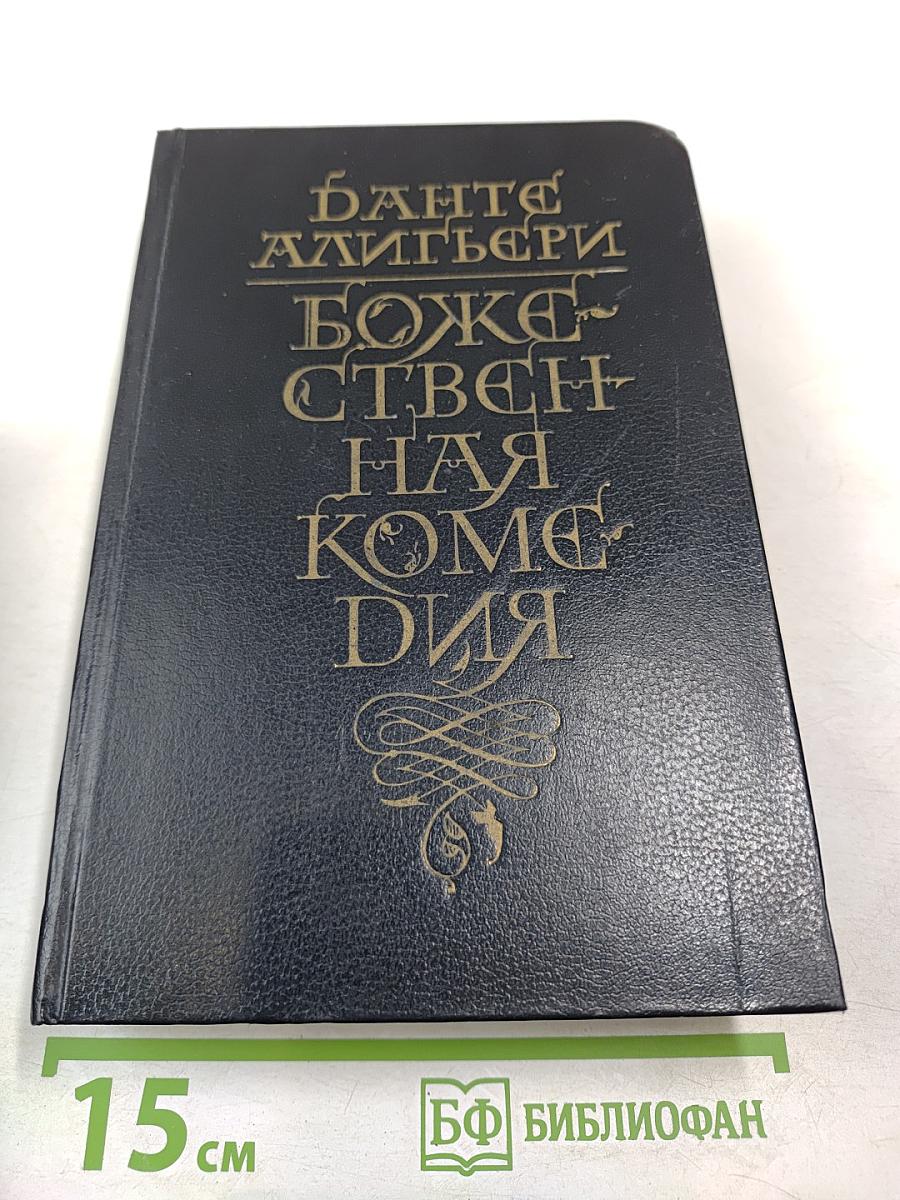 ДАНТЕ
АЛИГЬЕРИ
БОЖЕ-
СТВЕН-
НАЯ
КОМЕ-
ДИЯ
15 см
БФ БИБЛИОФАН